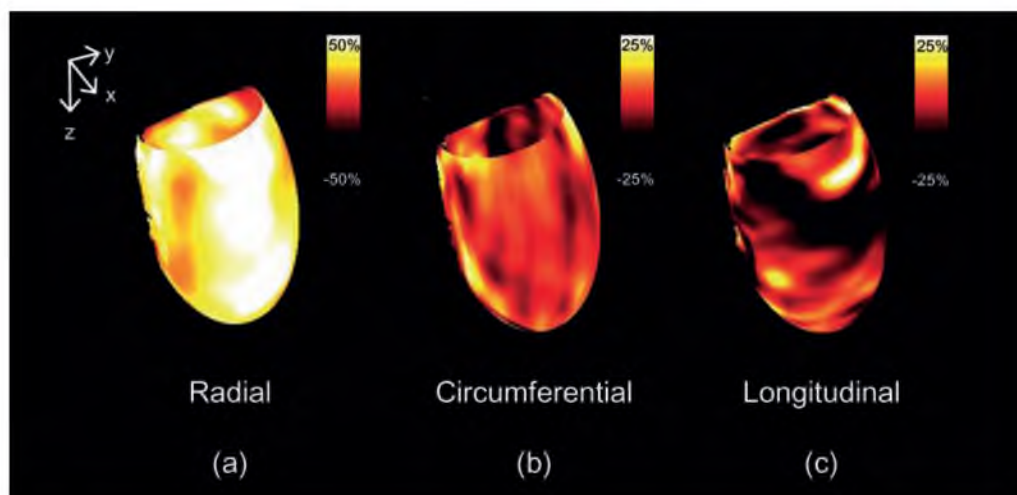 50%
25%
25%
y
x
z
-50%
-25%
-25%
Radial
Circumferential
Longitudinal
(a)
(b)
(c)